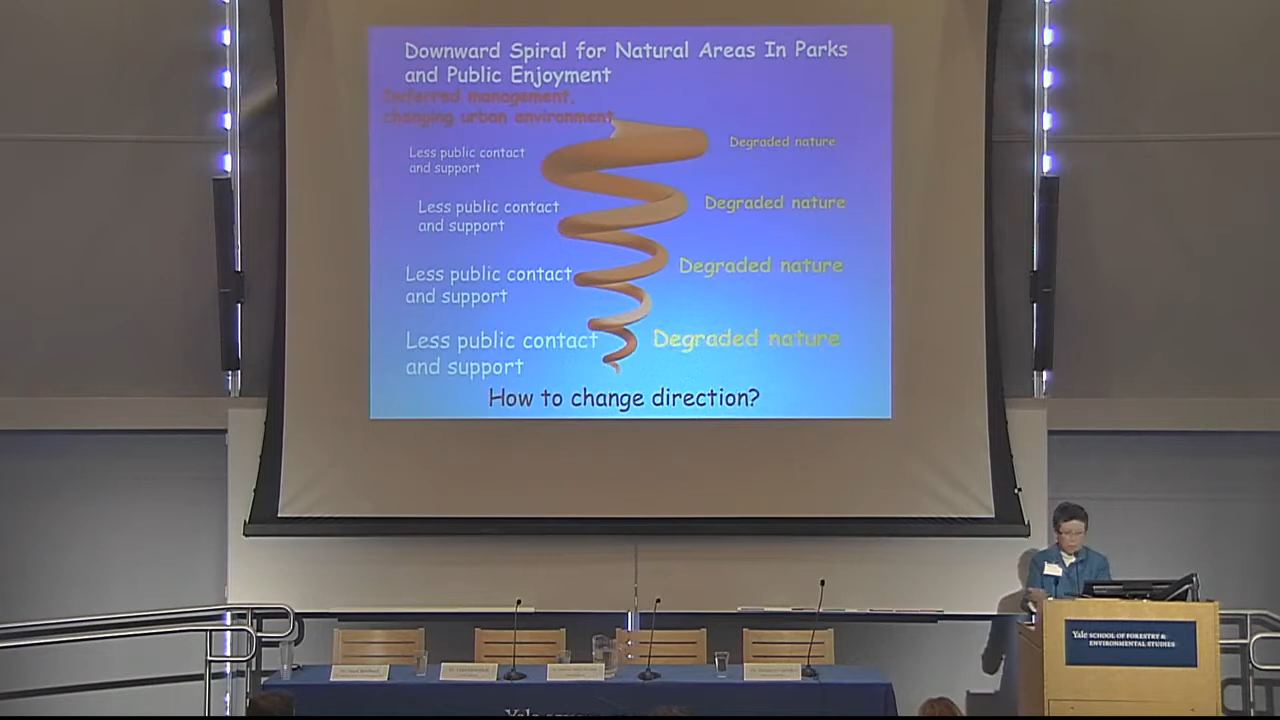 Downward Spiral for Natural Areas In Parks
and Public Enjoyment
Deferred management,
changing urban environment
Degraded nature
Less public contact
and support
Degraded nature
Less public contact
and support
Degraded nature
Less public contact
and support
Degraded nature
Less public contact
and support
How to change direction?
Yale SCHOOL OF FORESTRY &
ENVIRONMENTAL STUDIES
Yale